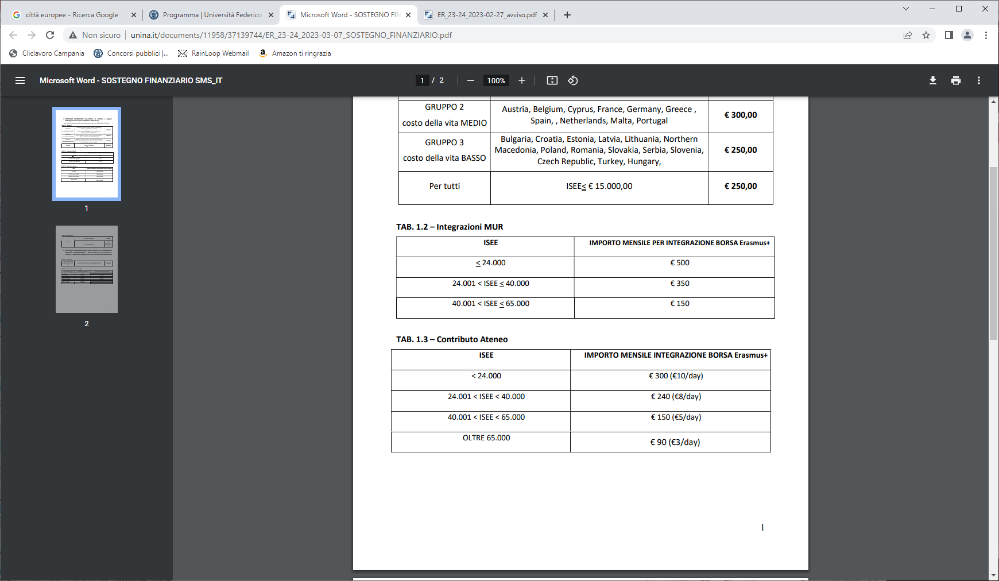 città europee - Ricerca Google
Programma | Università Federico
Microsoft Word - SOSTEGNO FIN
ER_23-24_2023-02-27_avviso.pdf
Non sicuro
unina.it/documents/11958/37139744/ER_23-24_2023-03-07_SOSTEGNO_FINANZIARIO.pdf
Cliclavoro Campania
Concorsi pubblici |...
RainLoop Webmail
Amazon ti ringrazia
Microsoft Word - SOSTEGNO FINANZIARIO SMS_IT
1 / 2
100%
1
2
GRUPPO 2
costo della vita MEDIO
Austria, Belgium, Cyprus, France, Germany, Greece ,
Spain, , Netherlands, Malta, Portugal
€ 300,00
GRUPPO 3
costo della vita BASSO
Bulgaria, Croatia, Estonia, Latvia, Lithuania, Northern
Macedonia, Poland, Romania, Slovakia, Serbia, Slovenia,
Czech Republic, Turkey, Hungary,
€ 250,00
Per tutti
ISEE< € 15.000,00
€ 250,00
TAB. 1.2 – Integrazioni MUR
ISEE
IMPORTO MENSILE PER INTEGRAZIONE BORSA Erasmus+
< 24.000
€ 500
24.001 < ISEE < 40.000
€ 350
40.001 < ISEE < 65.000
€ 150
TAB. 1.3 – Contributo Ateneo
ISEE
IMPORTO MENSILE INTEGRAZIONE BORSA Erasmus+
< 24.000
€ 300 (€10/day)
24.001 < ISEE < 40.000
€ 240 (€8/day)
40.001 < ISEE < 65.000
€ 150 (€5/day)
OLTRE 65.000
€ 90 (€3/day)
1